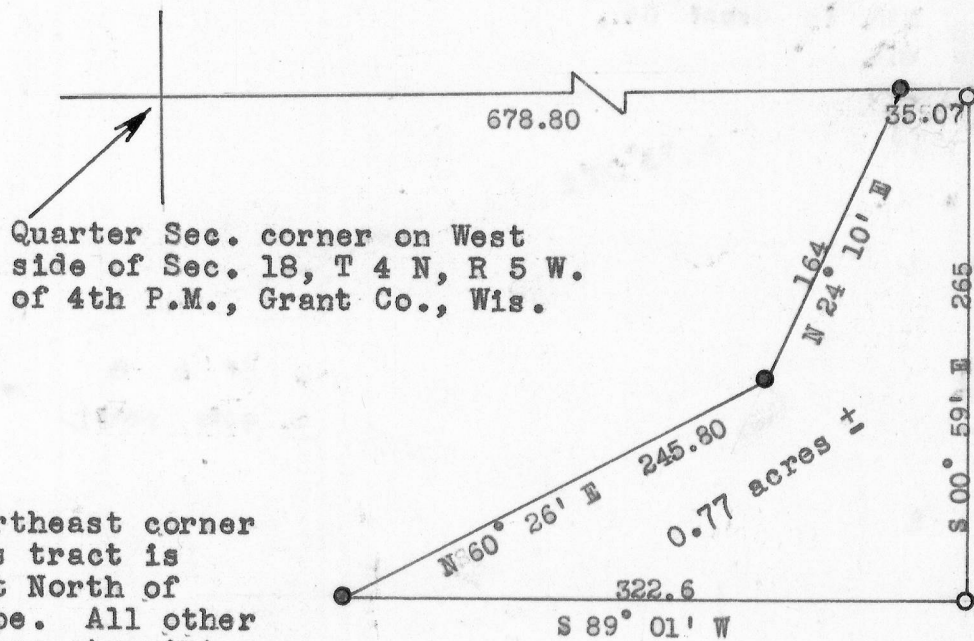 678.80
35.07
Quarter Sec. corner on West
side of Sec. 18, T 4 N, R 5 W.
of 4th P.M., Grant Co., Wis.
164
N 24° 10' E
S 00° 59' E 265
245.80
N 60° 26' E
0.77 acres ±
322.6
S 89° 01' W
rtheast corner
s tract is
t North of
pe. All other